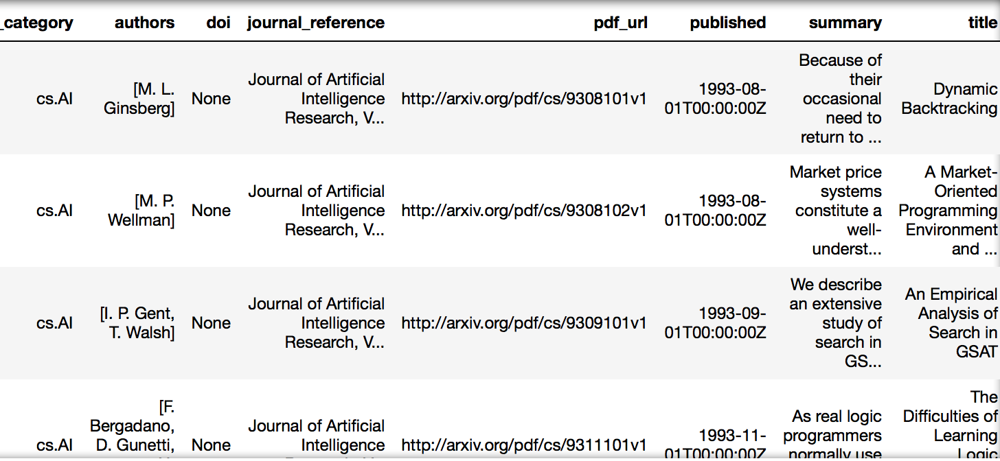 _category authors doi journal_reference pdf_url published summary title
cs.AI
[M. L.
Ginsberg]
None
Journal of Artificial
Intelligence
Research, V...
http://arxiv.org/pdf/cs/9308101v1
1993-08-
01T00:00:00Z
Because of
their
occasional
need to
return to ...
Dynamic
Backtracking
cs.AI
[M. P.
Wellman]
None
Journal of Artificial
Intelligence
Research, V...
http://arxiv.org/pdf/cs/9308102v1
1993-08-
01T00:00:00Z
Market price
systems
constitute a
well-
underst...
A Market-
Oriented
Programming
Environment
and ...
cs.AI
[I. P. Gent,
T. Walsh]
None
Journal of Artificial
Intelligence
Research, V...
http://arxiv.org/pdf/cs/9309101v1
1993-09-
01T00:00:00Z
We describe
an extensive
study of
search in
GS...
An Empirical
Analysis of
Search in
GSAT
cs.AI
[F.
Bergadano,
D. Gunetti,
None
Journal of Artificial
Intelligence
http://arxiv.org/pdf/cs/9311101v1
1993-11-
01T00:00:00Z
As real logic
programmers
normally use
The
Difficulties of
Learning
Logic